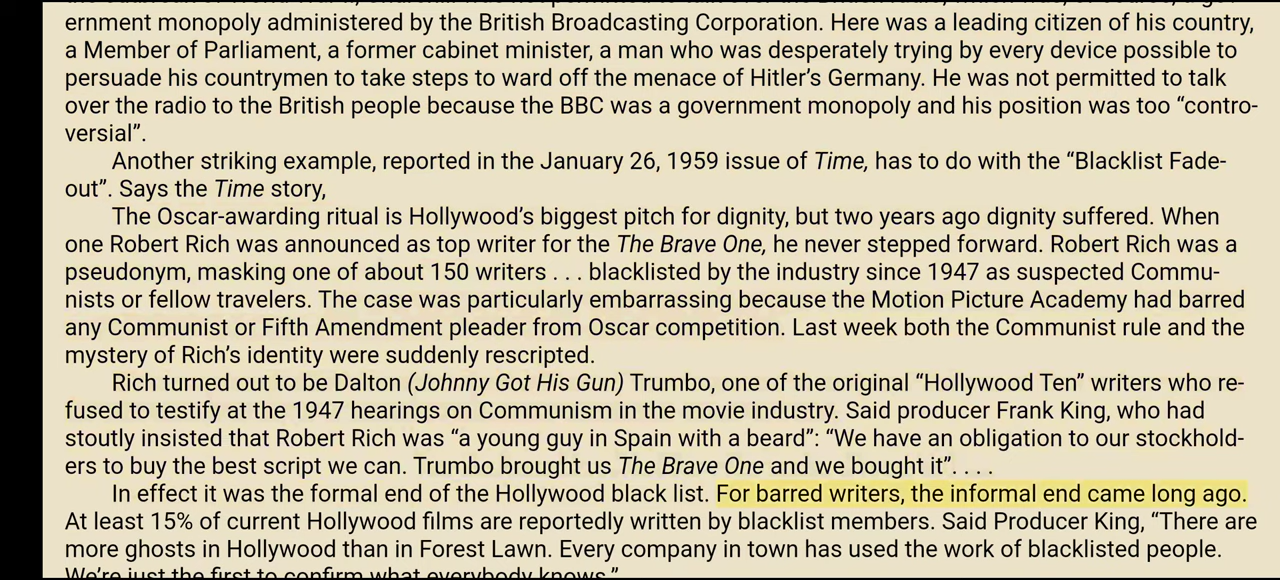 ernment monopoly administered by the British Broadcasting Corporation. Here was a leading citizen of his country,
a Member of Parliament, a former cabinet minister, a man who was desperately trying by every device possible to
persuade his countrymen to take steps to ward off the menace of Hitler’s Germany. He was not permitted to talk
over the radio to the British people because the BBC was a government monopoly and his position was too “contro-
versial”.
Another striking example, reported in the January 26, 1959 issue of Time, has to do with the “Blacklist Fade-
out”. Says the Time story,
The Oscar-awarding ritual is Hollywood’s biggest pitch for dignity, but two years ago dignity suffered. When
one Robert Rich was announced as top writer for the The Brave One, he never stepped forward. Robert Rich was a
pseudonym, masking one of about 150 writers . . . blacklisted by the industry since 1947 as suspected Commu-
nists or fellow travelers. The case was particularly embarrassing because the Motion Picture Academy had barred
any Communist or Fifth Amendment pleader from Oscar competition. Last week both the Communist rule and the
mystery of Rich’s identity were suddenly rescripted.
Rich turned out to be Dalton (Johnny Got His Gun) Trumbo, one of the original “Hollywood Ten” writers who re-
fused to testify at the 1947 hearings on Communism in the movie industry. Said producer Frank King, who had
stoutly insisted that Robert Rich was “a young guy in Spain with a beard”: “We have an obligation to our stockhold-
ers to buy the best script we can. Trumbo brought us The Brave One and we bought it”. . . .
In effect it was the formal end of the Hollywood black list. For barred writers, the informal end came long ago.
At least 15% of current Hollywood films are reportedly written by blacklist members. Said Producer King, “There are
more ghosts in Hollywood than in Forest Lawn. Every company in town has used the work of blacklisted people.
We’re just the first to confirm what everybody knows.”